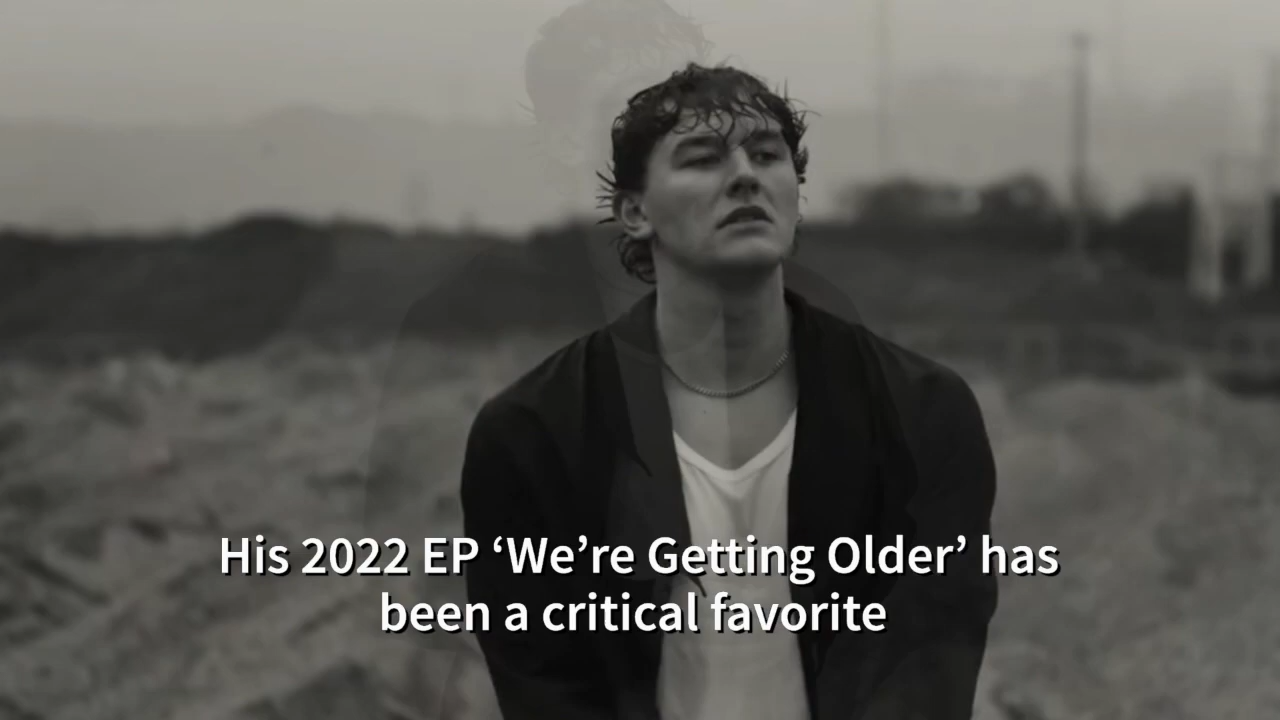 His 2022 EP ‘We’re Getting Older’ has
been a critical favorite